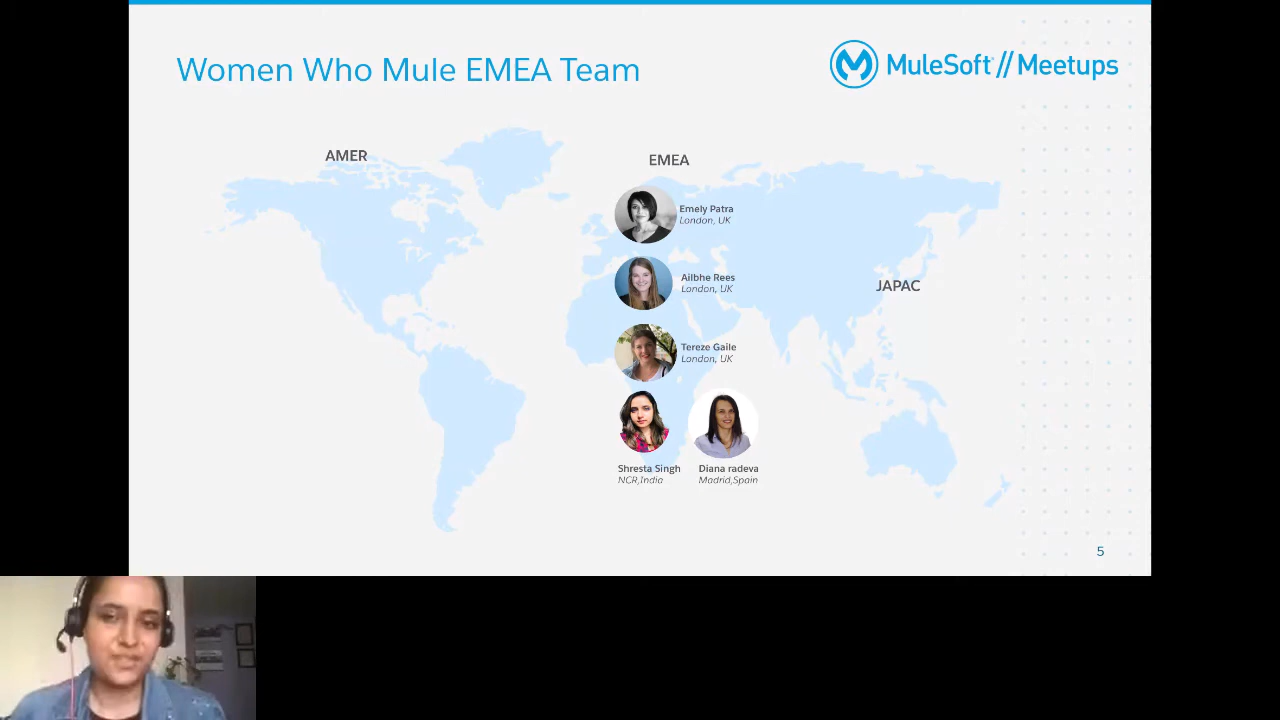 Women Who Mule EMEA Team
MuleSoft // Meetups
AMER
EMEA
Emely Patra
London, UK
Ailbhe Rees
London, UK
JAPAC
Tereze Gaile
London, UK
Shresta Singh
NCR,India
Diana radeva
Madrid,Spain
5